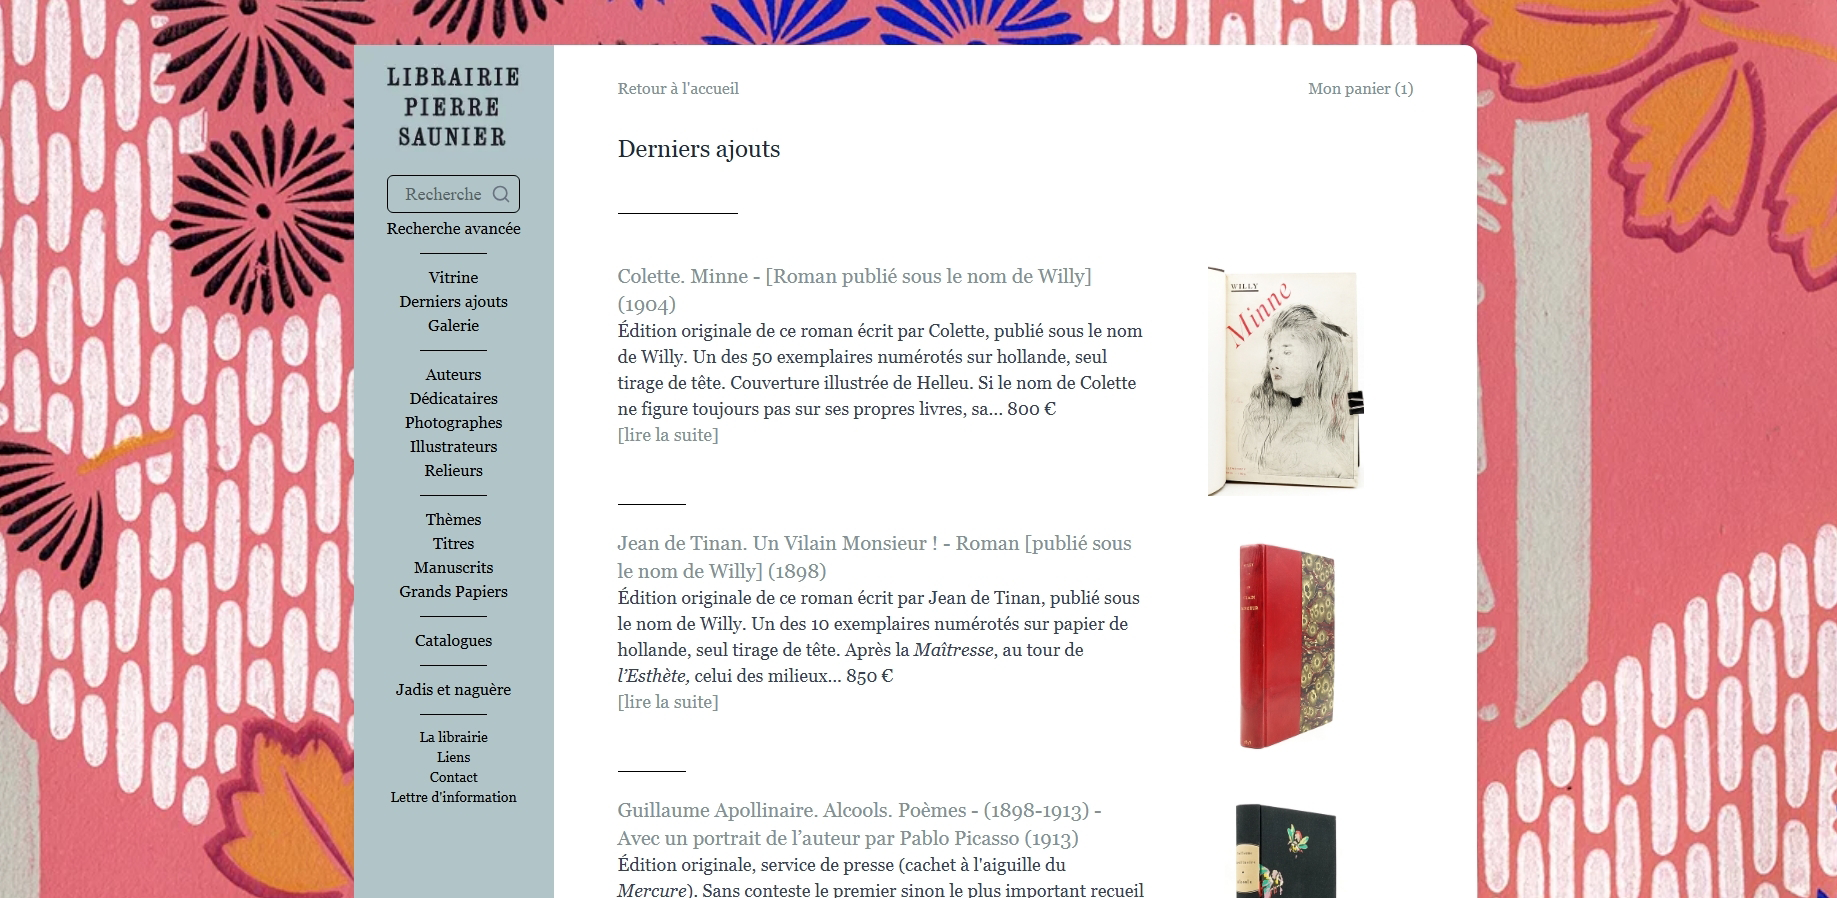 LIBRAIRIE
PIERRE
SAUNIER
Recherche
Recherche avancée
Vitrine
Derniers ajouts
Galerie
Auteurs
Dédicataires
Photographes
Illustrateurs
Relieurs
Thèmes
Titres
Manuscrits
Grands Papiers
Catalogues
Jadis et naguère
La librairie
Liens
Contact
Lettre d'information
Retour à l'accueil
Mon panier (1)
Derniers ajouts
Colette. Minne - [Roman publié sous le nom de Willy]
(1904)
Édition originale de ce roman écrit par Colette, publié sous le nom
de Willy. Un des 50 exemplaires numérotés sur hollande, seul
tirage de tête. Couverture illustrée de Helleu. Si le nom de Colette
ne figure toujours pas sur ses propres livres, sa... 800 €
[lire la suite]
WILLY
Minne
Jean de Tinan. Un Vilain Monsieur ! - Roman [publié sous
le nom de Willy] (1898)
Édition originale de ce roman écrit par Jean de Tinan, publié sous
le nom de Willy. Un des 10 exemplaires numérotés sur papier de
hollande, seul tirage de tête. Après la Maîtresse, au tour de
l’Esthète, celui des milieux... 850 €
[lire la suite]
Guillaume Apollinaire. Alcools. Poèmes - (1898-1913) -
Avec un portrait de l’auteur par Pablo Picasso (1913)
Édition originale, service de presse (cachet à l'aiguille du
Mercure). Sans conteste le premier sinon le plus important recueil